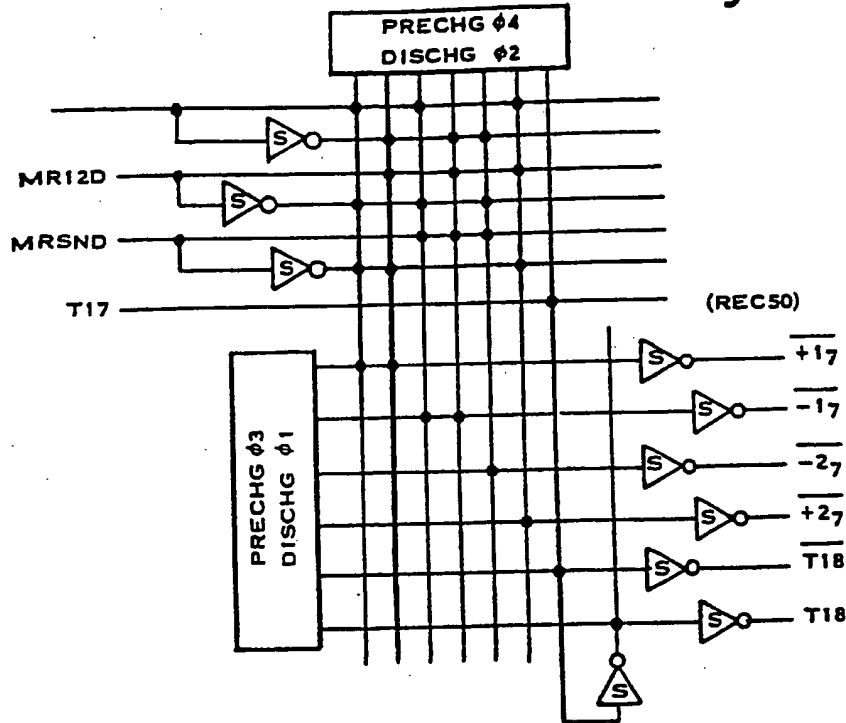 PRECHG φ4
DISCHG φ2
S
MR12D
S
MRSND
S
T17
(REC50)
PRECHG φ3
DISCHG φ1
S
+1₇
S
-1₇
S
-2₇
S
+2₇
S
T18
S
T18
S